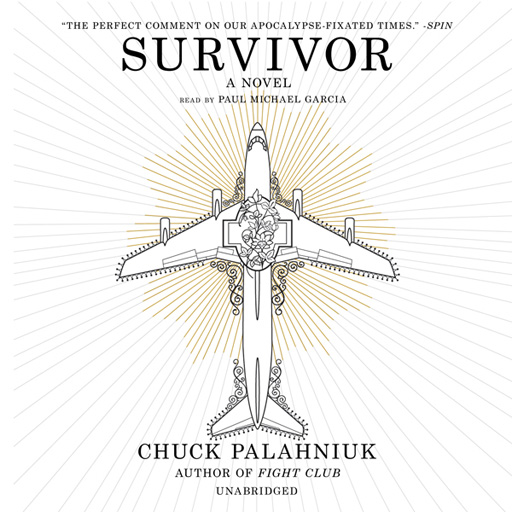 “THE PERFECT COMMENT ON OUR APOCALYPSE-FIXATED TIMES.” -SPIN
SURVIVOR
A NOVEL
READ BY PAUL MICHAEL GARCIA
CHUCK PALAHNIUK
AUTHOR OF FIGHT CLUB
UNABRIDGED